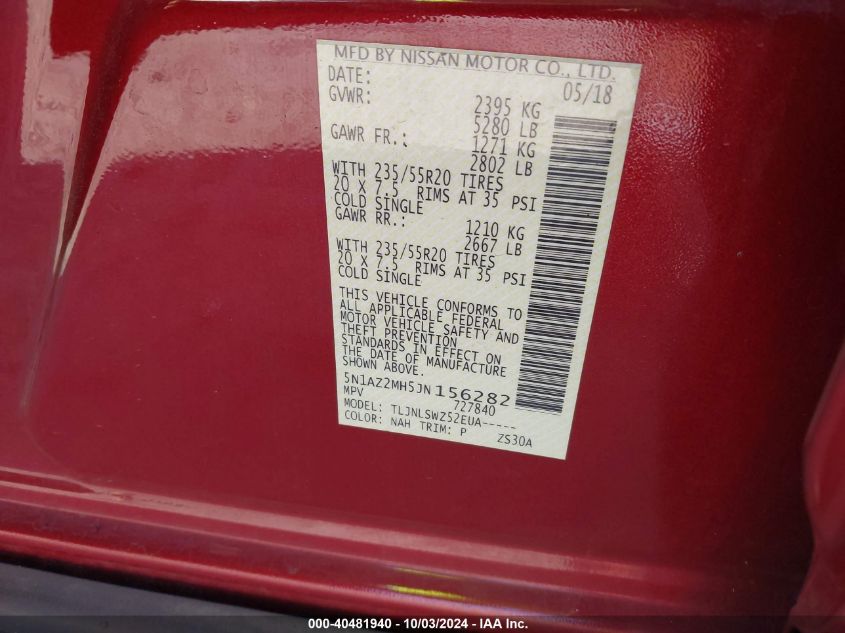 MFD BY NISSAN MOTOR CO., LTD.
DATE: 05/18
GVWR: 2395 KG
5280 LB
GAWR FR.: 1271 KG
2802 LB
WITH 235/55R20 TIRES
20 X 7.5 RIMS AT 35 PSI
COLD SINGLE
GAWR RR.: 1210 KG
2667 LB
WITH 235/55R20 TIRES
20 X 7.5 RIMS AT 35 PSI
COLD SINGLE
THIS VEHICLE CONFORMS TO
ALL APPLICABLE FEDERAL
MOTOR VEHICLE SAFETY AND
THEFT PREVENTION
STANDARDS IN EFFECT ON
THE DATE OF MANUFACTURE
SHOWN ABOVE.
5N1AZ2MH5JN156282
MPV 727840
MODEL: TLJNLSWZ52EUA-----
COLOR: NAH TRIM: P ZS30A
000-40481940 - 10/03/2024 - IAA Inc.